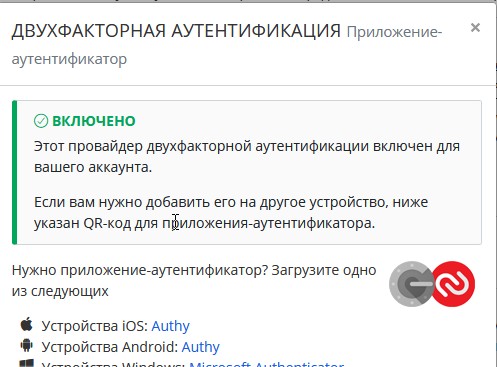 ДВУХФАКТОРНАЯ АУТЕНТИФИКАЦИЯ Приложение-
аутентификатор
×
ВКЛЮЧЕНО
Этот провайдер двухфакторной аутентификации включен для
вашего аккаунта.
Если вам нужно добавить его на другое устройство, ниже
указан QR-код для приложения-аутентификатора.
Нужно приложение-аутентификатор? Загрузите одно
из следующих
Устройства iOS: Authy
Устройства Android: Authy
Устройства Windows: Microsoft Authenticator